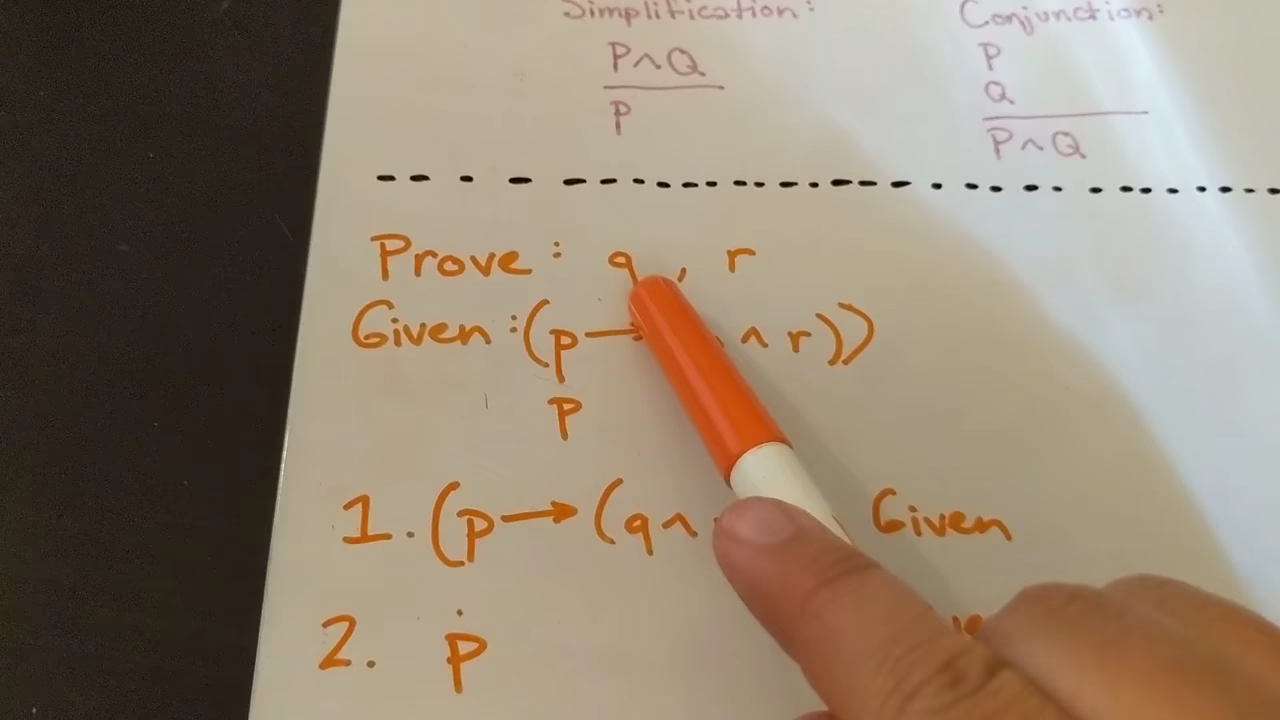 Simplification: Conjunction:
P∧Q P
P Q
P∧Q
Prove: q, r
Given: (p→ ∧ r))
p
1. (p→(q∧ Given
2. p